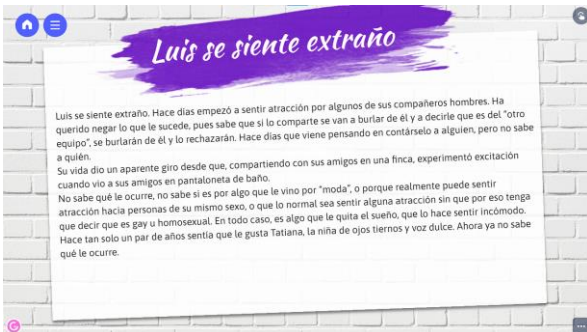 Luis se siente extraño
Luis se siente extraño. Hace días empezó a sentir atracción por algunos de sus compañeros hombres. Ha
querido negar lo que le sucede, pues sabe que si lo comparte se van a burlar de él y a decirle que es del "otro
equipo", se burlarán de él y lo rechazarán. Hace días que viene pensando en contárselo a alguien, pero no sabe
a quién.
Su vida dio un aparente giro desde que, compartiendo con sus amigos en una finca, experimentó excitación
cuando vio a sus amigos en pantaloneta de baño.
No sabe qué le ocurre, no sabe si es por algo que le vino por "moda", o porque realmente puede sentir
atracción hacia personas de su mismo sexo, o que lo normal sea sentir alguna atracción sin que por eso tenga
que decir que es gay u homosexual. En todo caso, es algo que le quita el sueño, que lo hace sentir incómodo.
Hace tan solo un par de años sentía que le gusta Tatiana, la niña de ojos tiernos y voz dulce. Ahora ya no sabe
qué le ocurre.